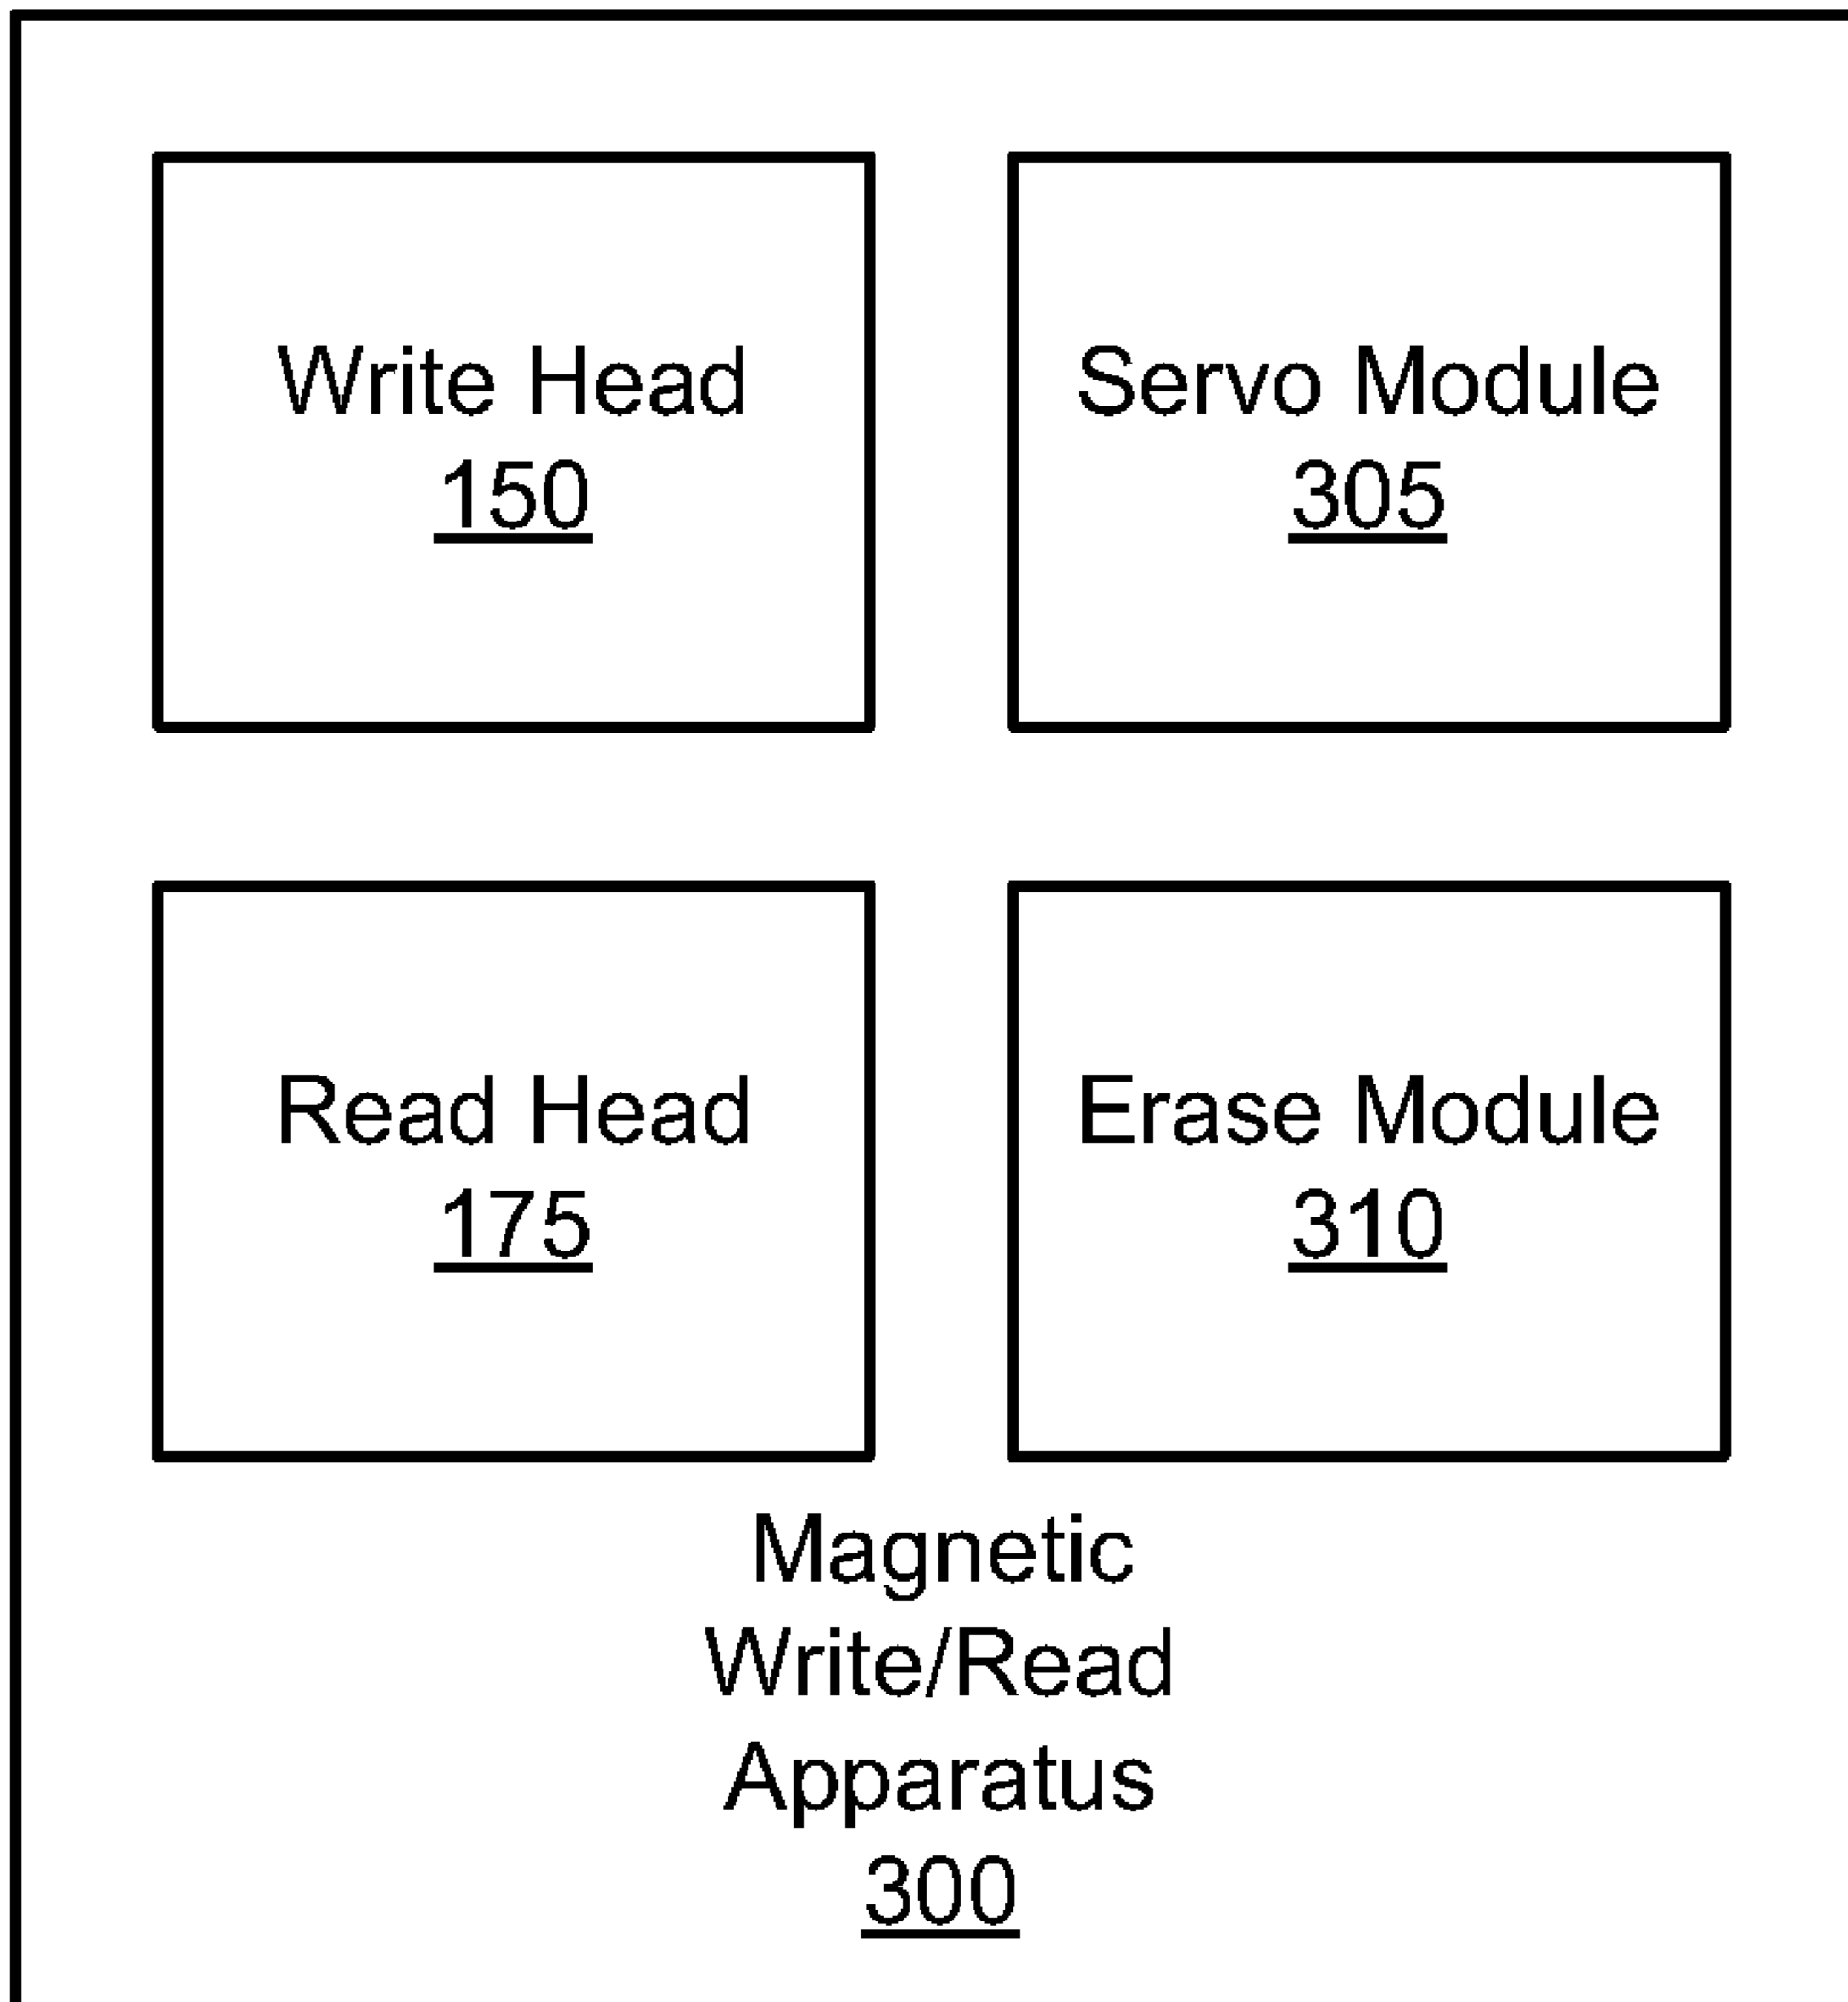 Write Head
150
Servo Module
305
Read Head
175
Erase Module
310
Magnetic
Write/Read
Apparatus
300